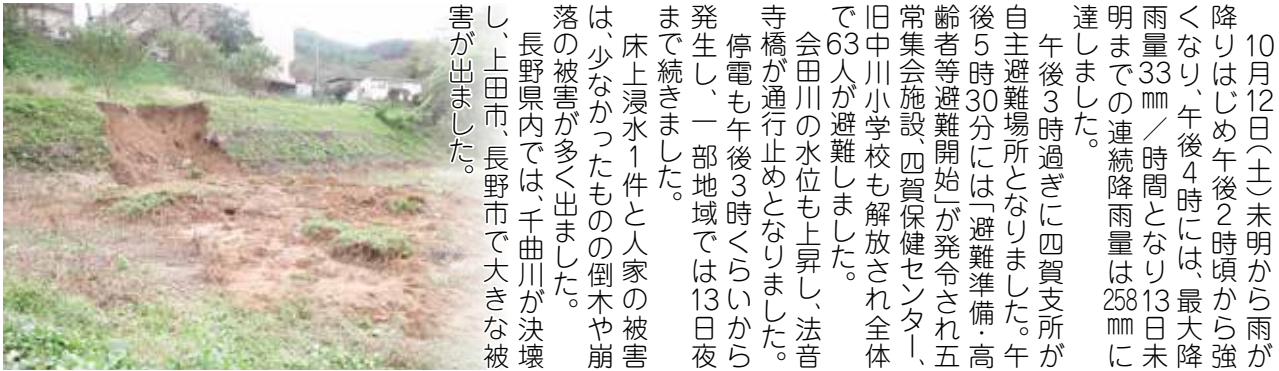 10月12日（土）未明から雨が
降りはじめ午後2時頃から強
くなり、午後4時には、最大降
雨量33㎜／時間となり13日未
明までの連続降雨量は258㎜に
達しました。
午後3時過ぎに四賀支所が
自主避難場所となりました。午
後5時30分には「避難準備・高
齢者等避難開始」が発令され五
常集会施設、四賀保健センター、
旧中川小学校も解放され全体
で63人が避難しました。
会田川の水位も上昇し、法音
寺橋が通行止めとなりました。
停電も午後3時くらいから
発生し、一部地域では13日夜
まで続きました。
床上浸水1件と人家の被害
は、少なかったものの倒木や崩
落の被害が多く出ました。
長野県内では、千曲川が決壊
し、上田市、長野市で大きな被
害が出ました。